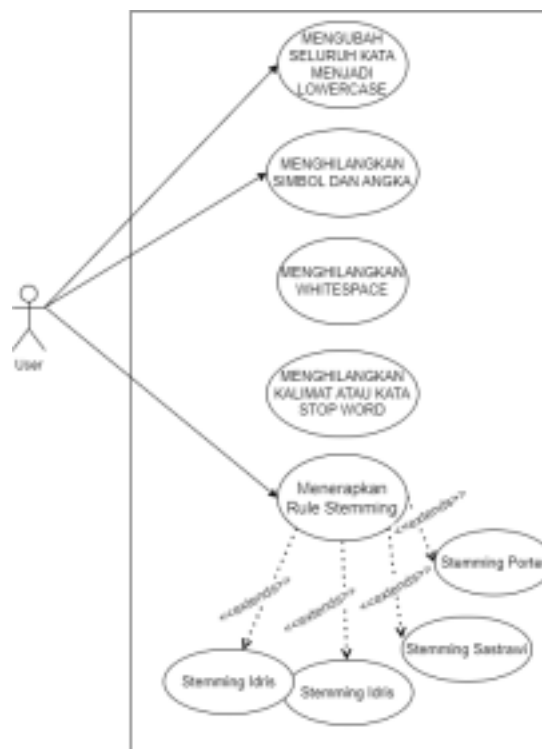 MENGUBAH
SELURUH KATA
MENJADI
LOWERCASE
MENGHILANGKAN
SIMBOL DAN ANGKA
MENGHILANGKAN
WHITESPACE
User
MENGHILANGKAN
KALIMAT ATAU KATA
STOP WORD
Menerapkan
Rule Stemming
<<extends>>
<<extends>>
<<extends>>
<<extends>>
Stemming Porta
Stemming Sastrawi
Stemming Idris
Stemming Idris